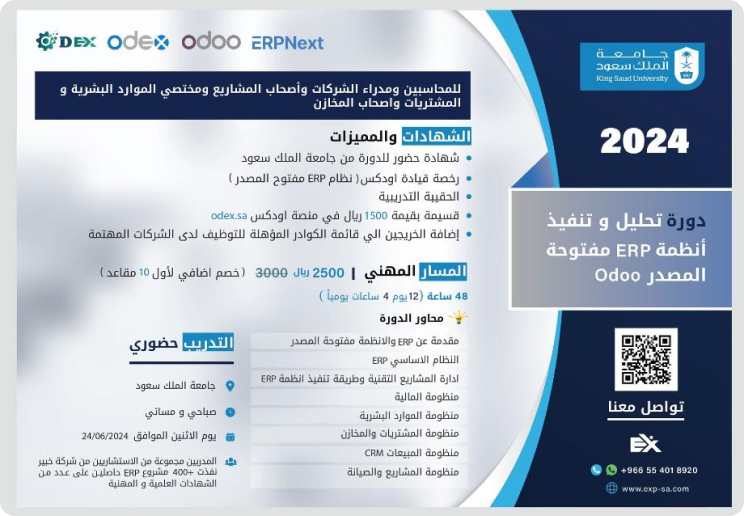 DEX
odex
odoo
ERPNext
جامعة
الملك سعود
King Saud University
2024
دورة تحليل و تنفيذ
أنظمة ERP مفتوحة
المصدر Odoo
تواصل معنا
EX
+966 55 401 8920
www.exp-sa.com
للمحاسبين ومدراء الشركات وأصحاب المشاريع ومختصي الموارد البشرية و
المشتريات واصحاب المخازن
الشهادات والمميزات
شهادة حضور للدورة من جامعة الملك سعود
رخصة قيادة اودكس( نظام ERP مفتوح المصدر )
الحقيبة التدريبية
قسيمة بقيمة 1500 ريال في منصة اودكس odex.sa
إضافة الخريجين الي قائمة الكوادر المؤهلة للتوظيف لدى الشركات المهتمة
المسار المهني | 2500 ريال 3000 ( خصم اضافي لأول 10 مقاعد )
48 ساعة (12 يوم 4 ساعات يومياً )
محاور الدورة
مقدمة عن ERP والانظمة مفتوحة المصدر
النظام الاساسي ERP
ادارة المشاريع التقنية وطريقة تنفيذ انظمة ERP
منظومة المالية
منظومة الموارد البشرية
منظومة المشتريات والمخازن
منظومة المبيعات CRM
منظومة المشاريع والصيانة
التدريب حضوري
جامعة الملك سعود
صباحي و مسائي
يوم الاثنين الموافق 24/06/2024
المدربين مجموعة من الاستشاريين من شركة خبير
نفذت +400 مشروع ERP حاصلين على عدد من
الشهادات العلمية و المهنية